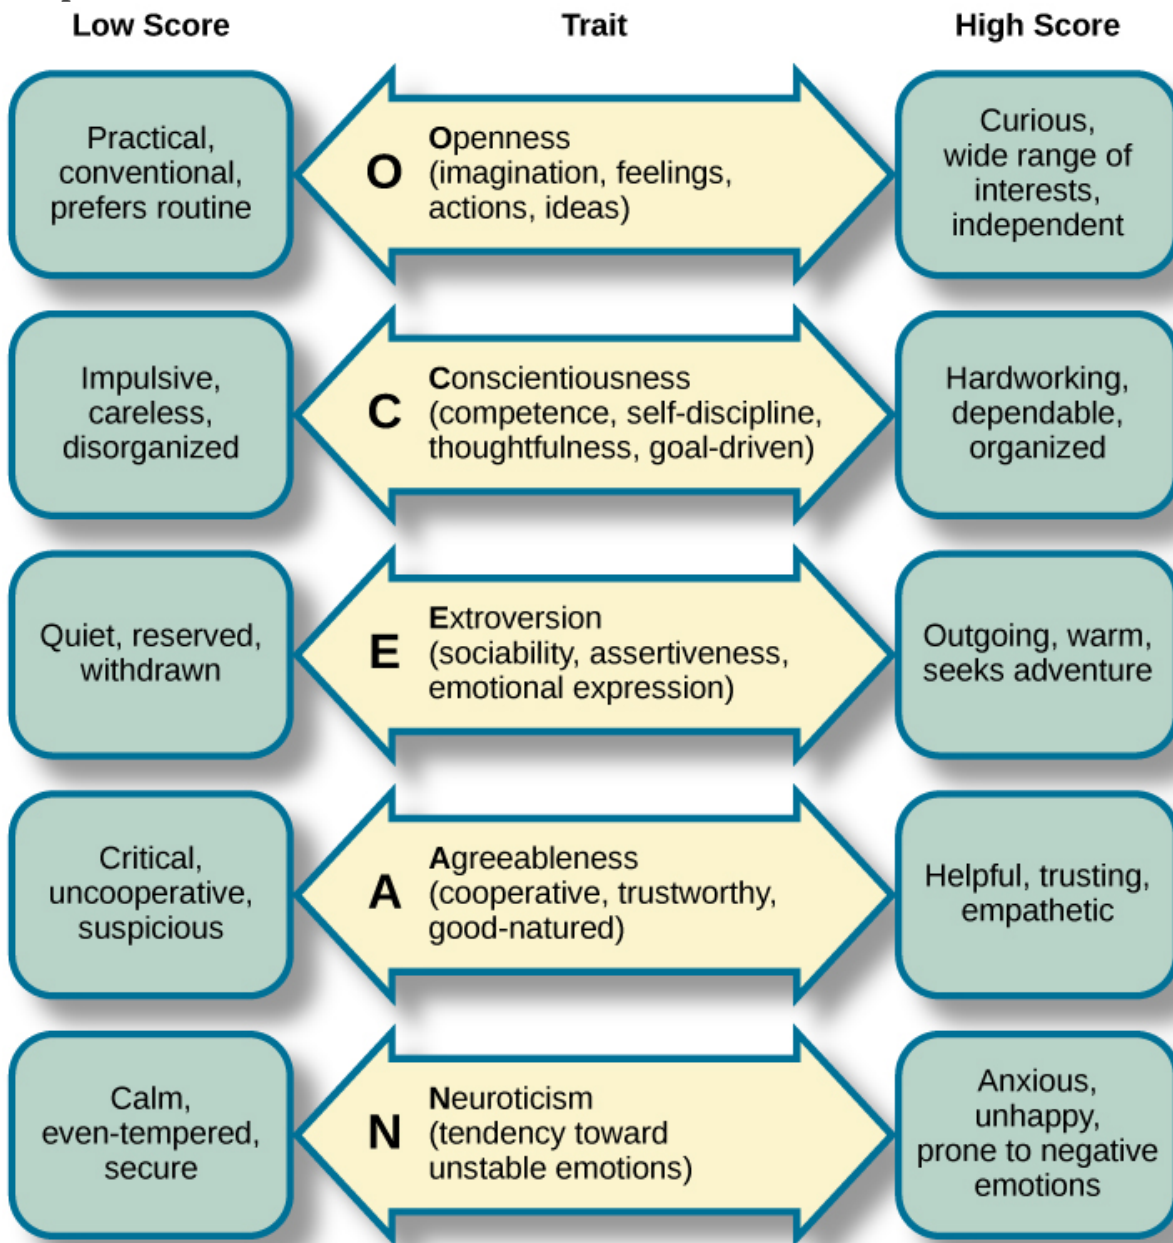 Low Score
Trait
High Score
Practical,
conventional,
prefers routine
O
Openness
(imagination, feelings,
actions, ideas)
Curious,
wide range of
interests,
independent
Impulsive,
careless,
disorganized
C
Conscientiousness
(competence, self-discipline,
thoughtfulness, goal-driven)
Hardworking,
dependable,
organized
Quiet, reserved,
withdrawn
E
Extroversion
(sociability, assertiveness,
emotional expression)
Outgoing, warm,
seeks adventure
Critical,
uncooperative,
suspicious
A
Agreeableness
(cooperative, trustworthy,
good-natured)
Helpful, trusting,
empathetic
Calm,
even-tempered,
secure
N
Neuroticism
(tendency toward
unstable emotions)
Anxious,
unhappy,
prone to negative
emotions